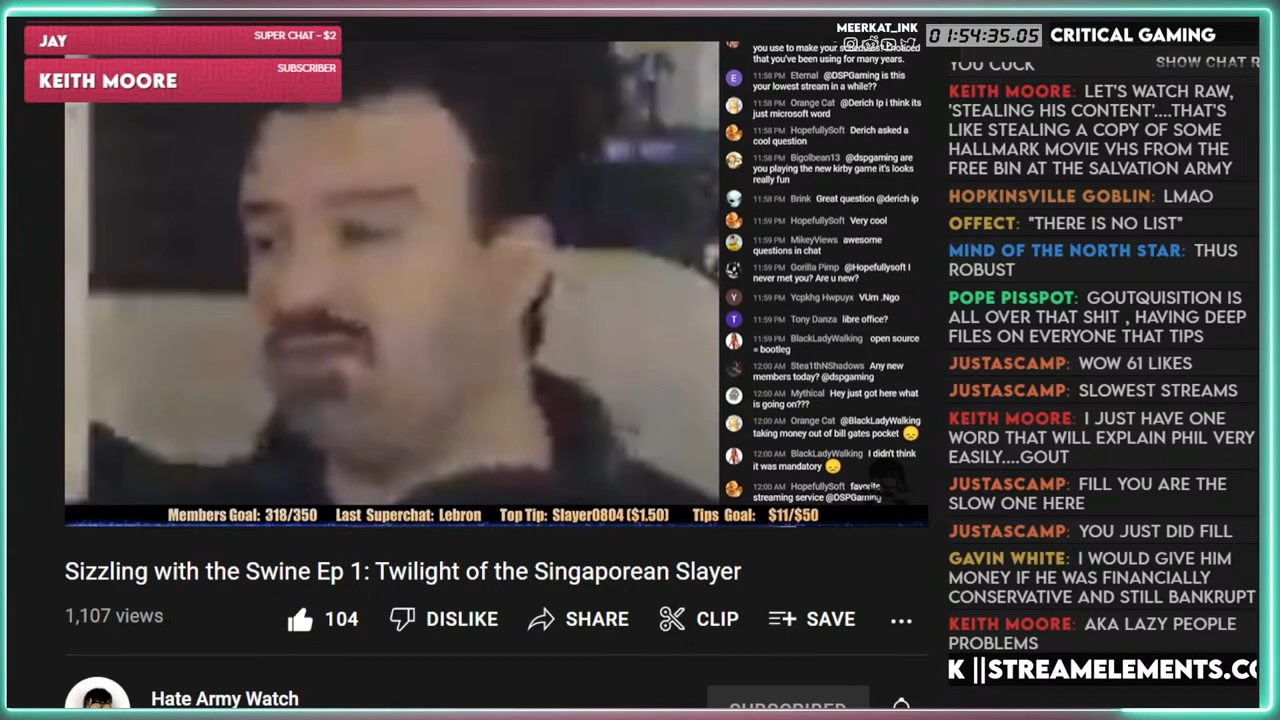 JAY
SUPER CHAT - $2
KEITH MOORE
SUBSCRIBER
MEERKAT_INK
01:54:35.05
CRITICAL GAMING
you use to make your
that you've been using for many years.
11:58 PM Eternal @DSPGaming is this
your lowest stream in a while??
11:58 PM Orange Cat @Derich Ip i think its
just microsoft word
11:58 PM HopefullySoft Derich asked a
cool question
11:58 PM Bigolbean13 @dspgaming are
you playing the new kirby game it's looks
really fun
11:58 PM Brink Great question @derich ip
11:59 PM HopefullySoft Very cool
11:59 PM MikeyViews awesome
questions in chat
11:59 PM Gorilla Pimp @Hopefullysoft I
never met you? Are u new?
11:59 PM Ycpkhg Hwpuyx VUm .Ngo
11:59 PM Tony Danza libre office?
11:59 PM BlackLadyWalking open source
= bootleg
12:00 AM Stea1thNShadows Any new
members today? @dspgaming
12:00 AM Mythical Hey just got here what
is going on???
12:00 AM Orange Cat @BlackLadyWalking
taking money out of bill gates pocket
12:00 AM BlackLadyWalking I didn't think
it was mandatory
12:00 AM HopefullySoft favorite
streaming service @DSPGaming
Members Goal: 318/350 Last Superchat: Lebron Top Tip: Slayer0804 ($1.50) Tips Goal: $11/$50
Sizzling with the Swine Ep 1: Twilight of the Singaporean Slayer
1,107 views
104
DISLIKE
SHARE
CLIP
SAVE
Hate Army Watch
SUBSCRIBED
YOU CUCK
SHOW CHAT R
KEITH MOORE: LET'S WATCH RAW,
'STEALING HIS CONTENT'....THAT'S
LIKE STEALING A COPY OF SOME
HALLMARK MOVIE VHS FROM THE
FREE BIN AT THE SALVATION ARMY
HOPKINSVILLE GOBLIN: LMAO
OFFECT: "THERE IS NO LIST"
MIND OF THE NORTH STAR: THUS
ROBUST
POPE PISSPOT: GOUTQUISITION IS
ALL OVER THAT SHIT , HAVING DEEP
FILES ON EVERYONE THAT TIPS
JUSTASCAMP: WOW 61 LIKES
JUSTASCAMP: SLOWEST STREAMS
KEITH MOORE: I JUST HAVE ONE
WORD THAT WILL EXPLAIN PHIL VERY
EASILY....GOUT
JUSTASCAMP: FILL YOU ARE THE
SLOW ONE HERE
JUSTASCAMP: YOU JUST DID FILL
GAVIN WHITE: I WOULD GIVE HIM
MONEY IF HE WAS FINANCIALLY
CONSERVATIVE AND STILL BANKRUPT
KEITH MOORE: AKA LAZY PEOPLE
PROBLEMS
K ||STREAMELEMENTS.CO